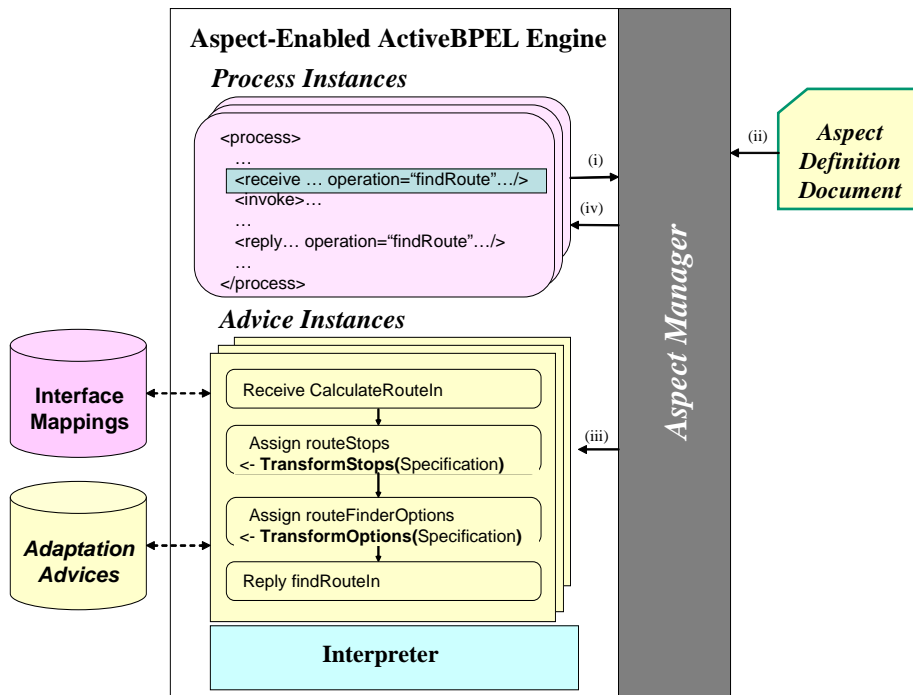 Aspect-Enabled ActiveBPEL Engine
Process Instances
<process>
…
<receive … operation=“findRoute”…/>
<invoke>…
…
<reply… operation=“findRoute”…/>
…
</process>
(i)
(iv)
(ii)
Aspect
Definition
Document
Aspect Manager
Advice Instances
Interface
Mappings
Adaptation
Advices
Receive CalculateRouteIn
Assign routeStops
<- TransformStops(Specification)
Assign routeFinderOptions
<- TransformOptions(Specification)
Reply findRouteIn
(iii)
Interpreter